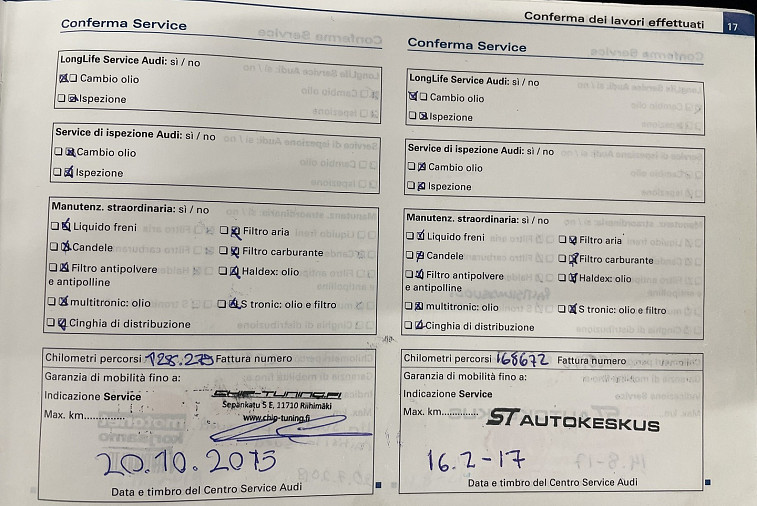 Conferma dei lavori effettuati 17
Conferma Service
LongLife Service Audi: sì / no
Cambio olio
Ispezione
Service di ispezione Audi: sì / no
Cambio olio
Ispezione
Manutenz. straordinaria: sì / no
Liquido freni
Filtro aria
Candele
Filtro carburante
Filtro antipolvere
e antipolline
Haldex: olio
multitronic: olio
S tronic: olio e filtro
Cinghia di distribuzione
Chilometri percorsi 128.275 Fattura numero
Garanzia di mobilità fino a:
Indicazione Service
Max. km..............
CHIP-TUNING.FI
Sepänkatu 5 E, 11710 Riihimäki
www.chip-tuning.fi
20.10.2015
Data e timbro del Centro Service Audi
Conferma Service
LongLife Service Audi: sì / no
Cambio olio
Ispezione
Service di ispezione Audi: sì / no
Cambio olio
Ispezione
Manutenz. straordinaria: sì / no
Liquido freni
Filtro aria
Candele
Filtro carburante
Filtro antipolvere
e antipolline
Haldex: olio
multitronic: olio
S tronic: olio e filtro
Cinghia di distribuzione
Chilometri percorsi 168672 Fattura numero
Garanzia di mobilità fino a:
Indicazione Service
Max. km..............
ST AUTOKESKUS
16.2-17
Data e timbro del Centro Service Audi